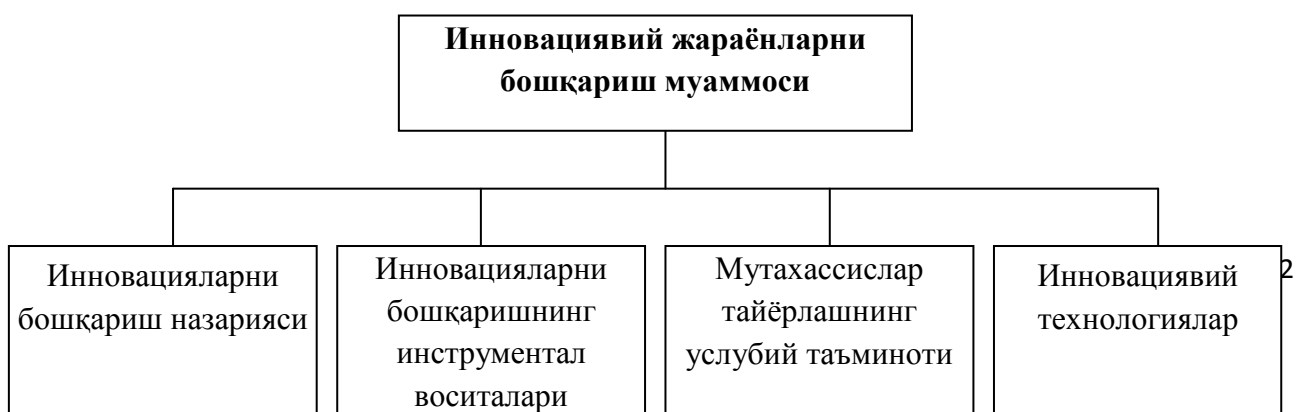 Инновациявий жараёнларни
бошқариш муаммоси
Инновацияларни
бошқариш назарияси
Инновацияларни
бошқаришнинг
инструментал
воситалари
Мутахассислар
тайёрлашнинг
услубий таъминоти
Инновациявий
технологиялар
2